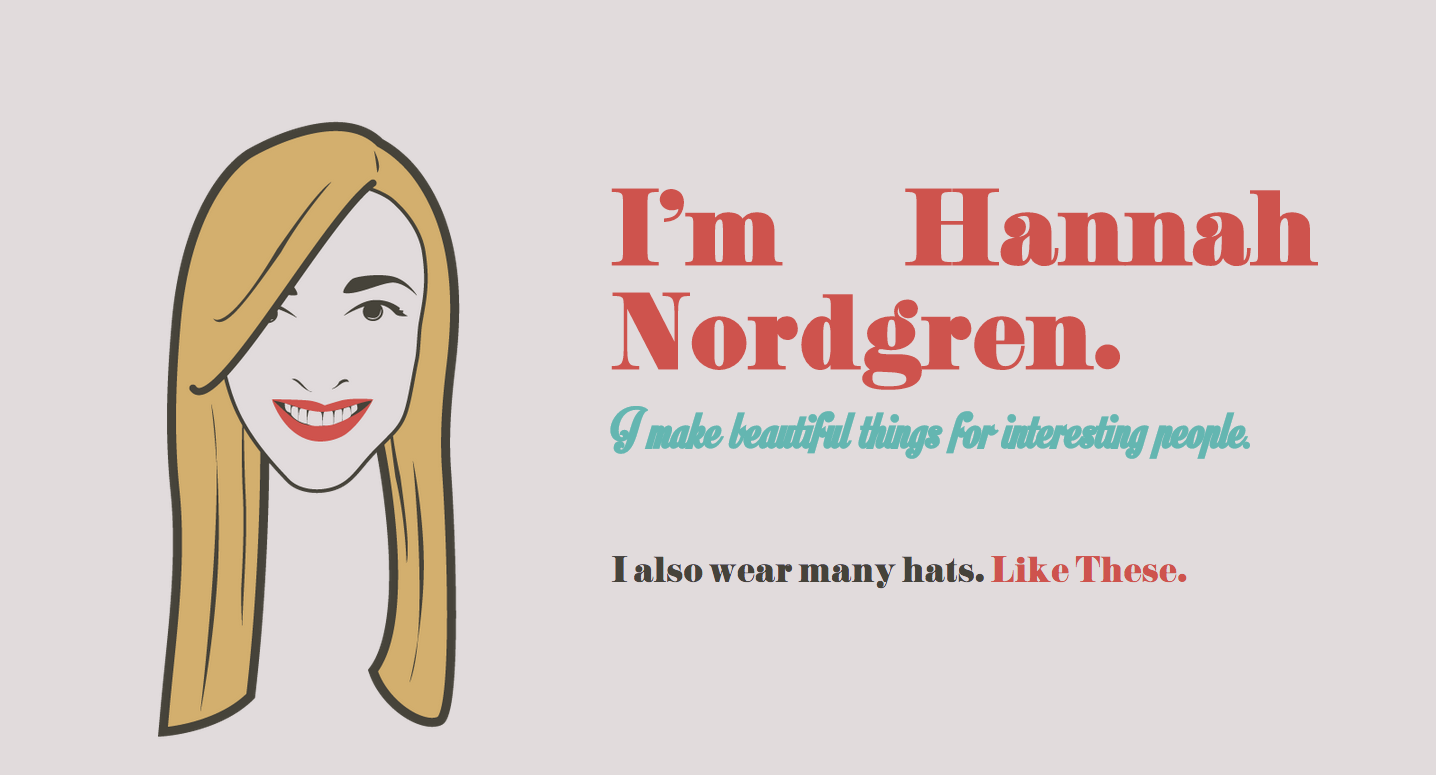 I’m Hannah
Nordgren.
I make beautiful things for interesting people.
I also wear many hats. Like These.